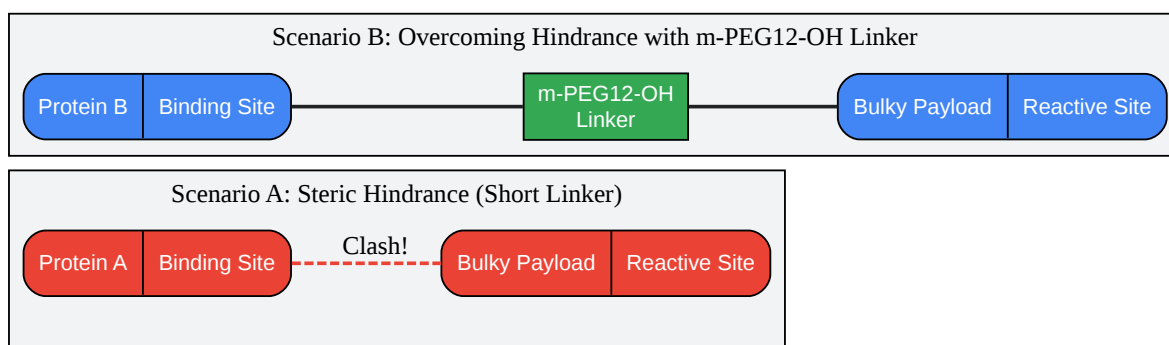 Scenario B: Overcoming Hindrance with m-PEG12-OH Linker
Protein B
Binding Site
m-PEG12-OH
Linker
Bulky Payload
Reactive Site
Scenario A: Steric Hindrance (Short Linker)
Protein A
Binding Site
Clash!
Bulky Payload
Reactive Site